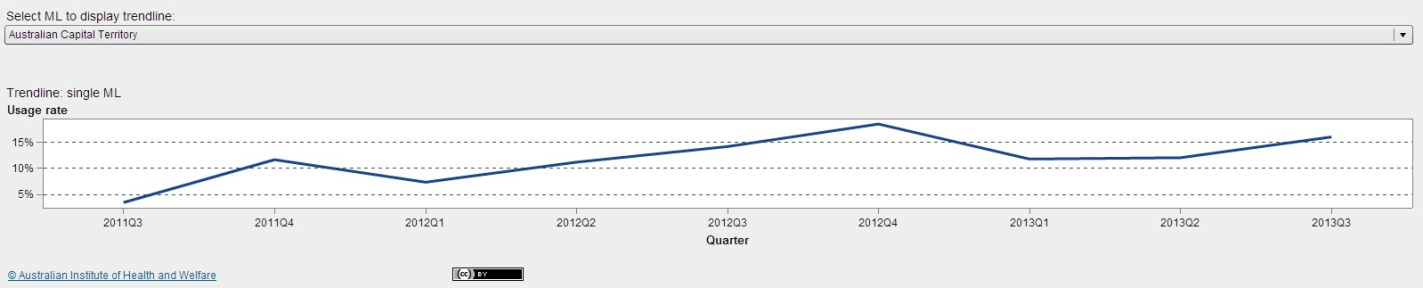 Select ML to display trendline:
Australian Capital Territory
Trendline: single ML
Usage rate
15%
10%
5%
2011Q3 2011Q4 2012Q1 2012Q2 2012Q3 2012Q4 2013Q1 2013Q2 2013Q3
Quarter
© Australian Institute of Health and Welfare
cc BY